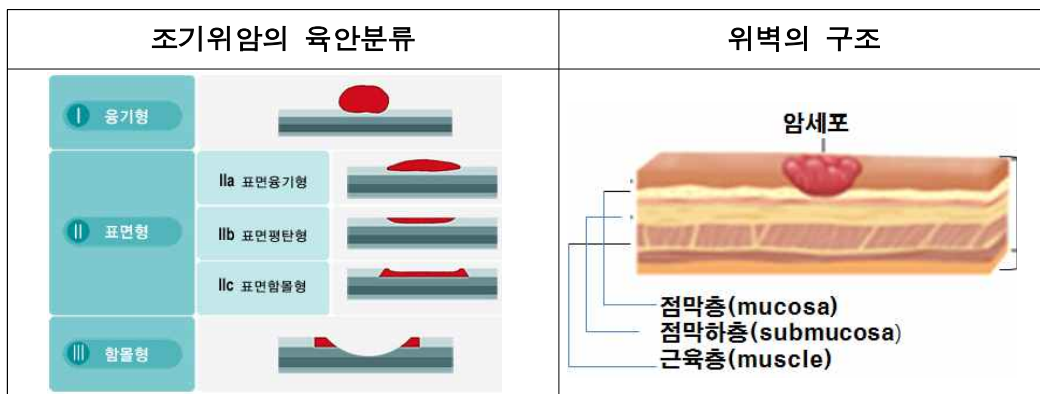 조기위암의 육안분류
위벽의 구조
Ⅰ 융기형
Ⅱ 표면형
IIa 표면융기형
IIb 표면평탄형
IIc 표면함몰형
Ⅲ 함몰형
암세포
점막층(mucosa)
점막하층(submucosa)
근육층(muscle)